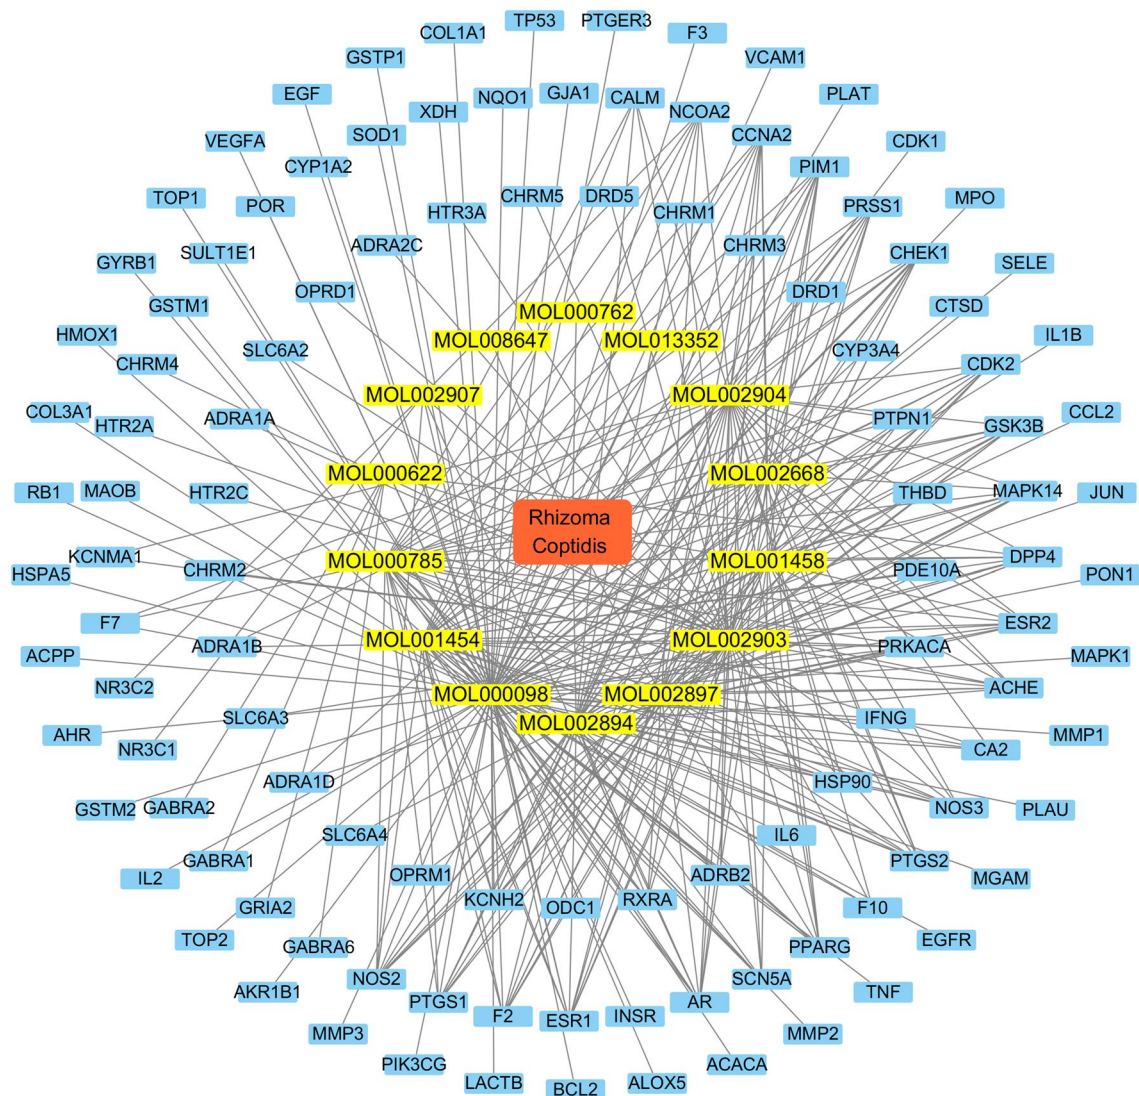 TP53
PTGER3
COL1A1
F3
GSTP1
VCAM1
EGF
XDH
NQO1
GJA1
CALM
NCOA2
PLAT
VEGFA
SOD1
CCNA2
CDK1
CYP1A2
PIM1
TOP1
POR
CHRM5
DRD5
PRSS1
MPO
HTR3A
CHRM1
SULT1E1
ADRA2C
CHRM3
CHEK1
GYRB1
SELE
OPRD1
DRD1
GSTM1
CTSD
HMOX1
MOL000762
IL1B
CHRM4
SLC6A2
MOL008647
MOL013352
CYP3A4
CDK2
MOL002907
MOL002904
COL3A1
HTR2A
ADRA1A
PTPN1
GSK3B
CCL2
MOL000622
MOL002668
RB1
MAOB
HTR2C
THBD
MAPK14
JUN
Rhizoma
Coptidis
KCNMA1
HSPA5
CHRM2
MOL000785
MOL001458
PDE10A
DPP4
PON1
F7
ESR2
ACPP
ADRA1B
MOL001454
MOL002903
PRKACA
MAPK1
NR3C2
MOL000098
MOL002897
ACHE
AHR
NR3C1
SLC6A3
MOL002894
IFNG
CA2
MMP1
GSTM2
GABRA2
ADRA1D
HSP90
NOS3
PLAU
SLC6A4
IL6
IL2
GABRA1
OPRM1
ADRB2
PTGS2
MGAM
GRIA2
KCNH2
ODC1
RXRA
F10
TOP2
GABRA6
PPARG
EGFR
AKR1B1
NOS2
SCN5A
TNF
PTGS1
F2
ESR1
INSR
AR
MMP3
MMP2
PIK3CG
LACTB
BCL2
ALOX5
ACACA